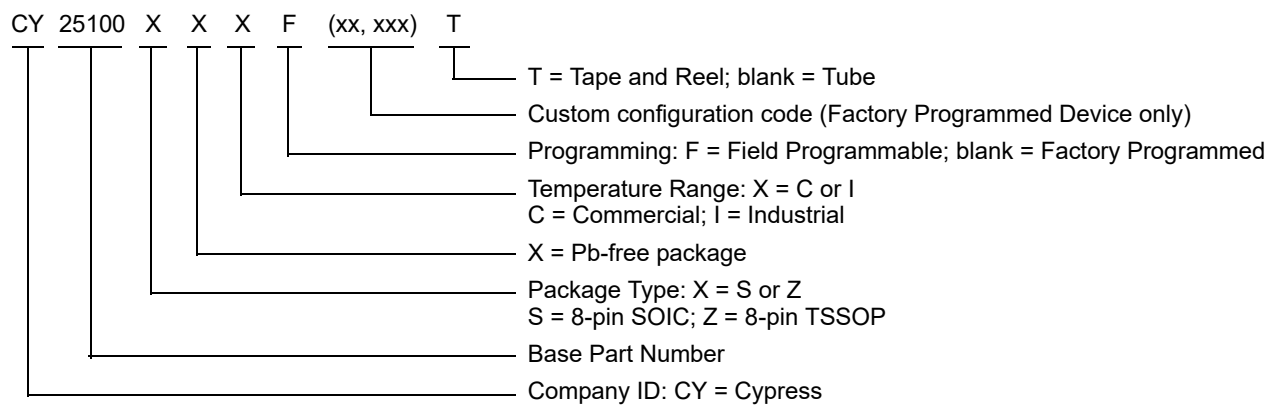 CY 25100 X X X F (xx, xxx) T
T = Tape and Reel; blank = Tube
Custom configuration code (Factory Programmed Device only)
Programming: F = Field Programmable; blank = Factory Programmed
Temperature Range: X = C or I
C = Commercial; I = Industrial
X = Pb-free package
Package Type: X = S or Z
S = 8-pin SOIC; Z = 8-pin TSSOP
Base Part Number
Company ID: CY = Cypress